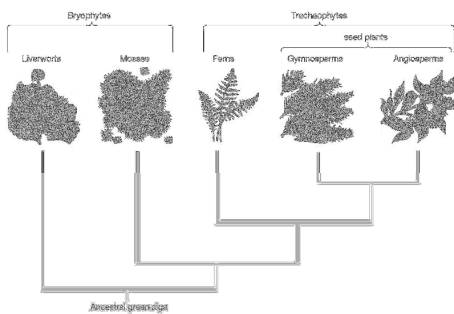 Bryophytes
Tracheophytes
seed plants
Liverworts
Mosses
Ferns
Gymnosperms
Angiosperms
Ancestral green alga